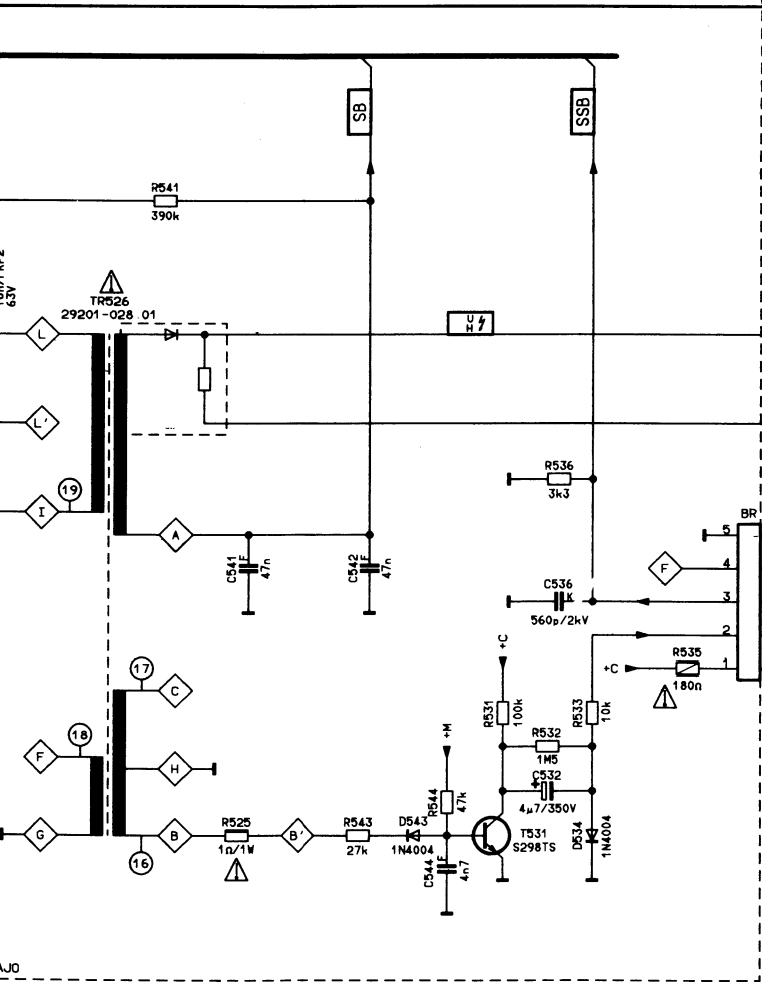 SB
SSB
R541
390k
63V
TR526
29201-028.01
L
U
H
L'
19
I
R536
3k3
BR
A
5
C541
F
47n
C542
F
47n
F
4
C536
K
560p/2kV
3
2
+C
R535
+C
1
180Ω
17
C
R531
100k
R533
10k
18
+M
R532
1M5
F
H
C532
+
4µ7/350V
R544
47k
G
B
R525
1Ω/1W
B'
R543
27k
D543
1N4004
T531
S298TS
D534
1N4004
16
C544
F
4n7
AJO